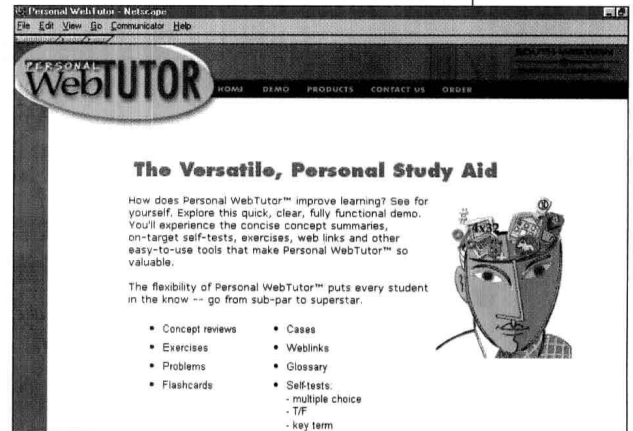 Personal WebTutor - Netscape
File Edit View Go Communicator Help
PERSONAL
WebTUTOR
HOME DEMO PRODUCTS CONTACT US ORDER
The Versatile, Personal Study Aid
How does Personal WebTutor™ improve learning? See for
yourself. Explore this quick, clear, fully functional demo.
You'll experience the concise concept summaries,
on-target self-tests, exercises, web links and other
easy-to-use tools that make Personal WebTutor™ so
valuable.
The flexibility of Personal WebTutor™ puts every student
in the know -- go from sub-par to superstar.
• Concept reviews
• Exercises
• Problems
• Flashcards
• Cases
• Weblinks
• Glossary
• Self-tests:
- multiple choice
- T/F
- key term